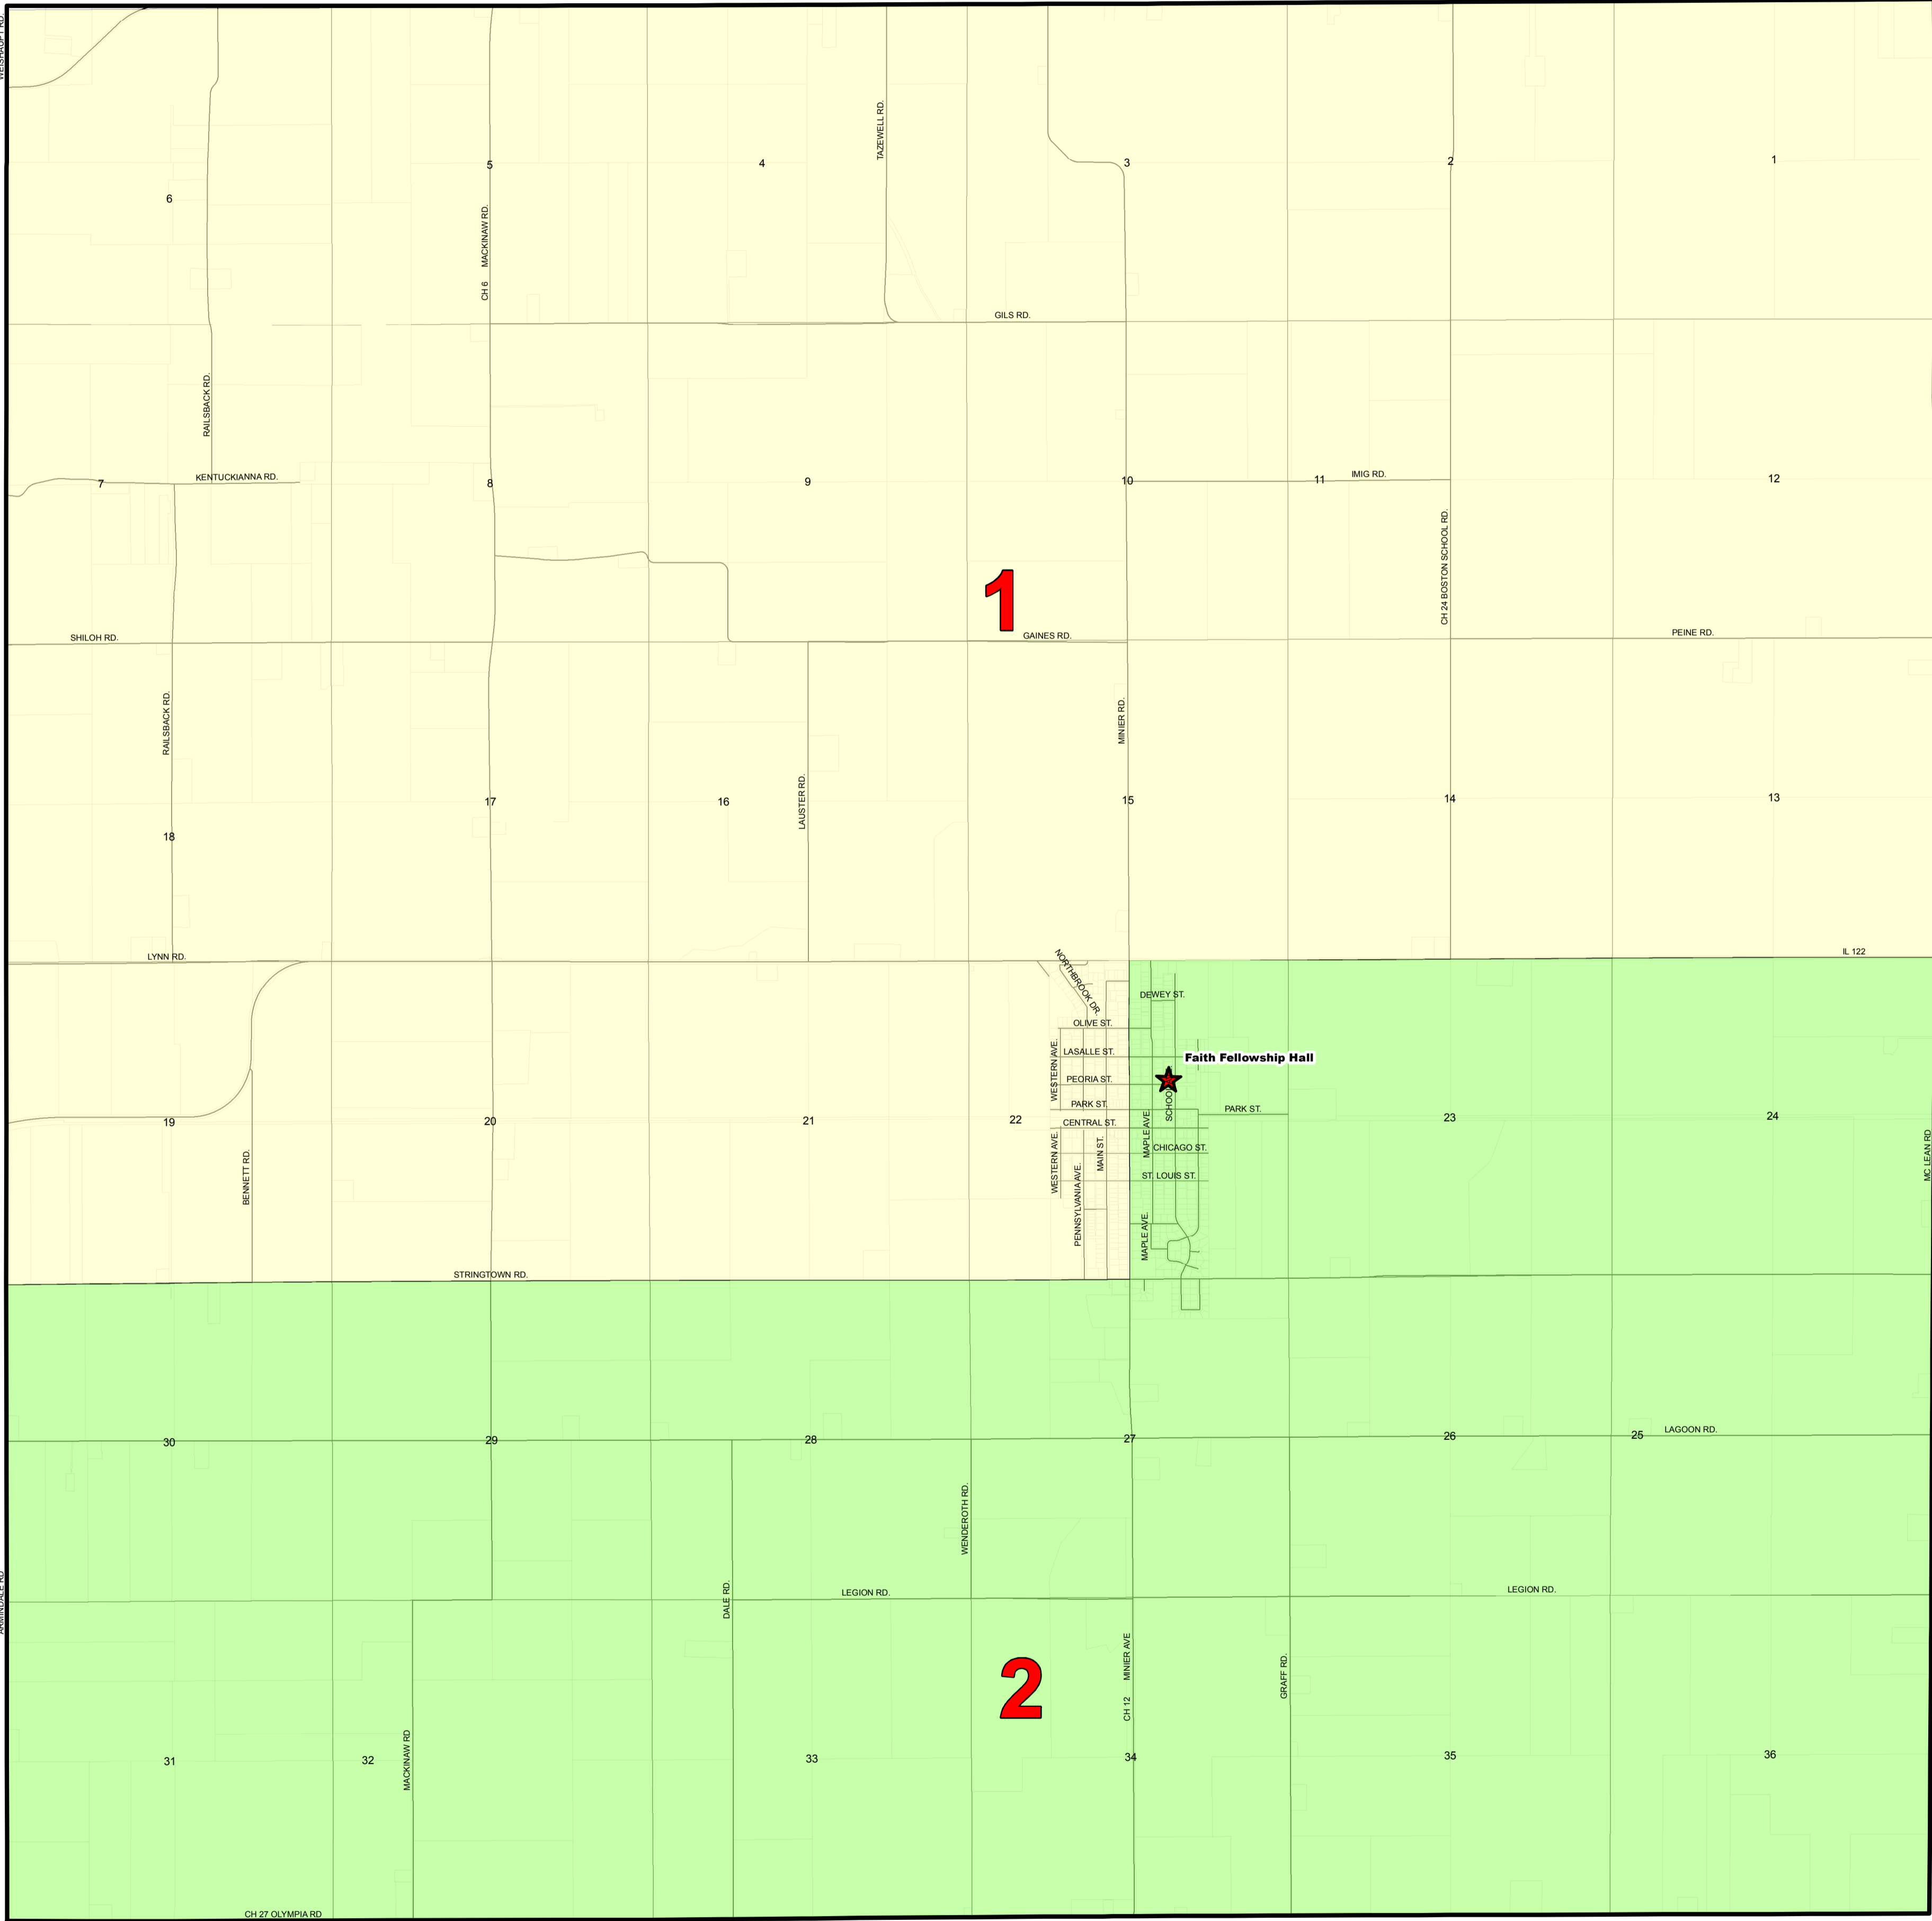 WEISHAUPT RD.
TAZEWELL RD.
5
4
3
2
1
6
CH 6 MACKINAW RD.
GILS RD.
RAILSBACK RD.
KENTUCKIANNA RD.
7
8
9
10
11
IMIG RD.
12
CH 24 BOSTON SCHOOL RD.
1
SHILOH RD.
GAINES RD.
PEINE RD.
RAILSBACK RD.
MINIER RD.
LAUSTER RD.
17
16
15
14
13
18
LYNN RD.
IL 122
NORTHBROOK DR.
DEWEY ST.
OLIVE ST.
WESTERN AVE.
LASALLE ST.
Faith Fellowship Hall
PEORIA ST.
SCHOO
PARK ST.
PARK ST.
19
20
21
22
CENTRAL ST.
MAPLE AVE.
23
24
MC LEAN RD
BENNETT RD.
WESTERN AVE.
MAIN ST.
CHICAGO ST.
ST. LOUIS ST.
PENNSYLVANIA AVE.
MAPLE AVE.
STRINGTOWN RD.
30
29
28
27
26
25
LAGOON RD.
WENDEROTH RD.
ARMINDALE RD
DALE RD.
LEGION RD.
LEGION RD.
2
CH 12 MINIER AVE
GRAFF RD.
MACKINAW RD
31
32
33
34
35
36
CH 27 OLYMPIA RD